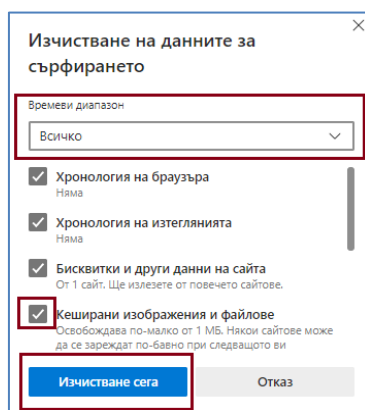 Изчистване на данните за
сърфирането
Времеви диапазон
Всичко
Хронология на браузъра
Няма
Хронология на изтеглянията
Няма
Бисквитки и други данни на сайта
От 1 сайт. Ще излезете от повечето сайтове.
Кеширани изображения и файлове
Освобождава по-малко от 1 МБ. Някои сайтове може
да се зареждат по-бавно при следващото ви
Изчистване сега
Отказ